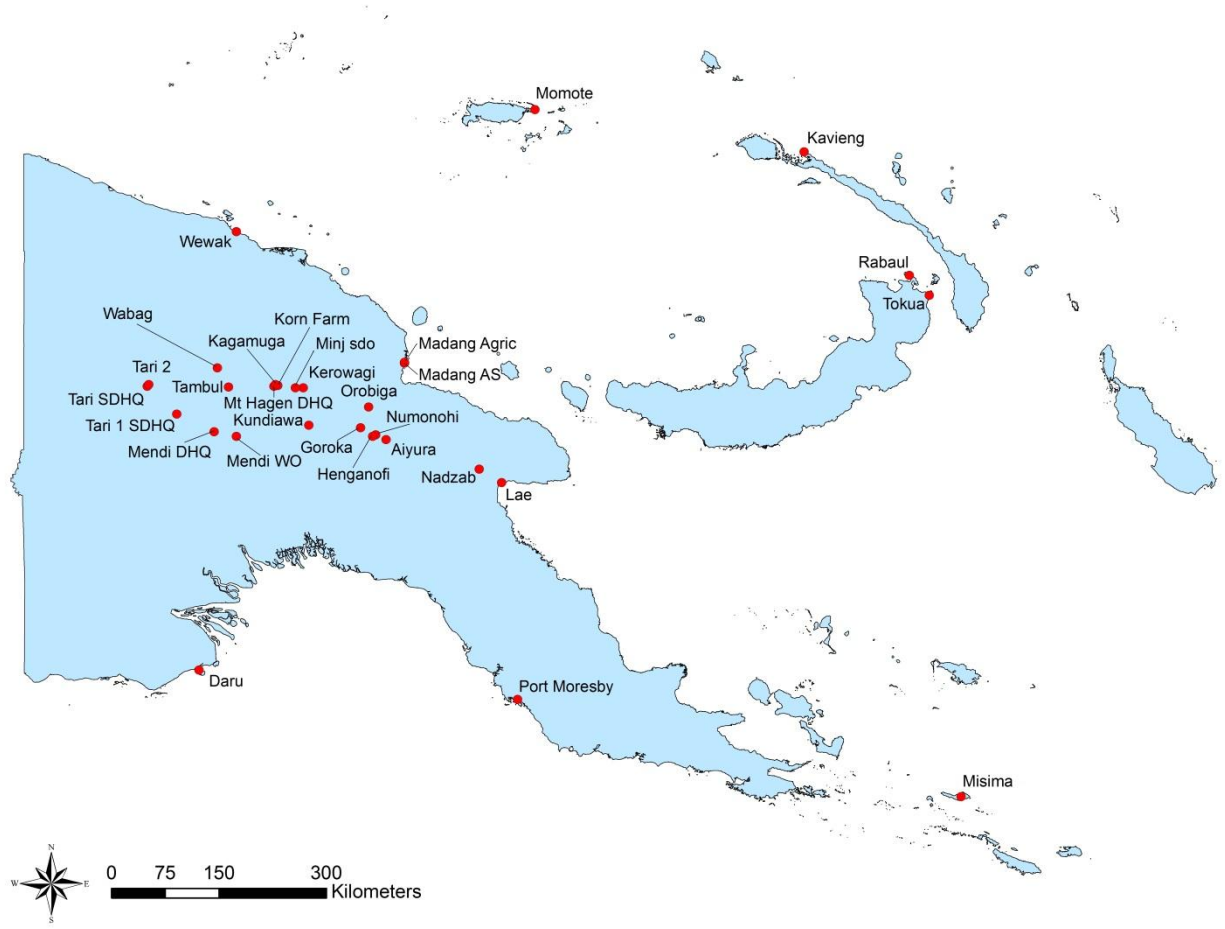 Momote
Kavieng
Wewak
Rabaul
Tokua
Wabag
Korn Farm
Kagamuga
Minj sdo
Madang Agric
Tari 2
Kerowagi
Madang AS
Tari SDHQ
Tambul
Mt Hagen DHQ
Orobiga
Tari 1 SDHQ
Kundiawa
Numonohi
Mendi DHQ
Goroka
Aiyura
Mendi WO
Henganofi
Nadzab
Lae
Daru
Port Moresby
Misima
N
W
E
S
0 75 150 300
Kilometers